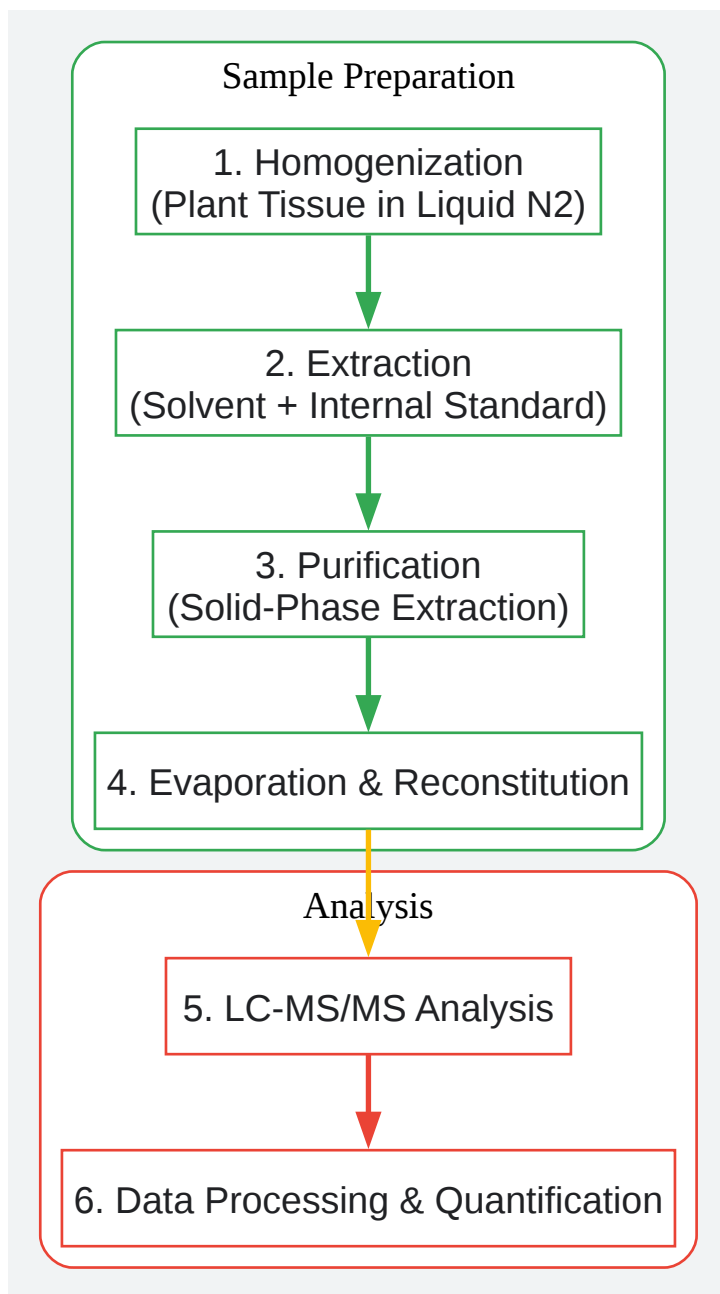 Sample Preparation
1. Homogenization
(Plant Tissue in Liquid N2)
2. Extraction
(Solvent + Internal Standard)
3. Purification
(Solid-Phase Extraction)
4. Evaporation & Reconstitution
Analysis
5. LC-MS/MS Analysis
6. Data Processing & Quantification